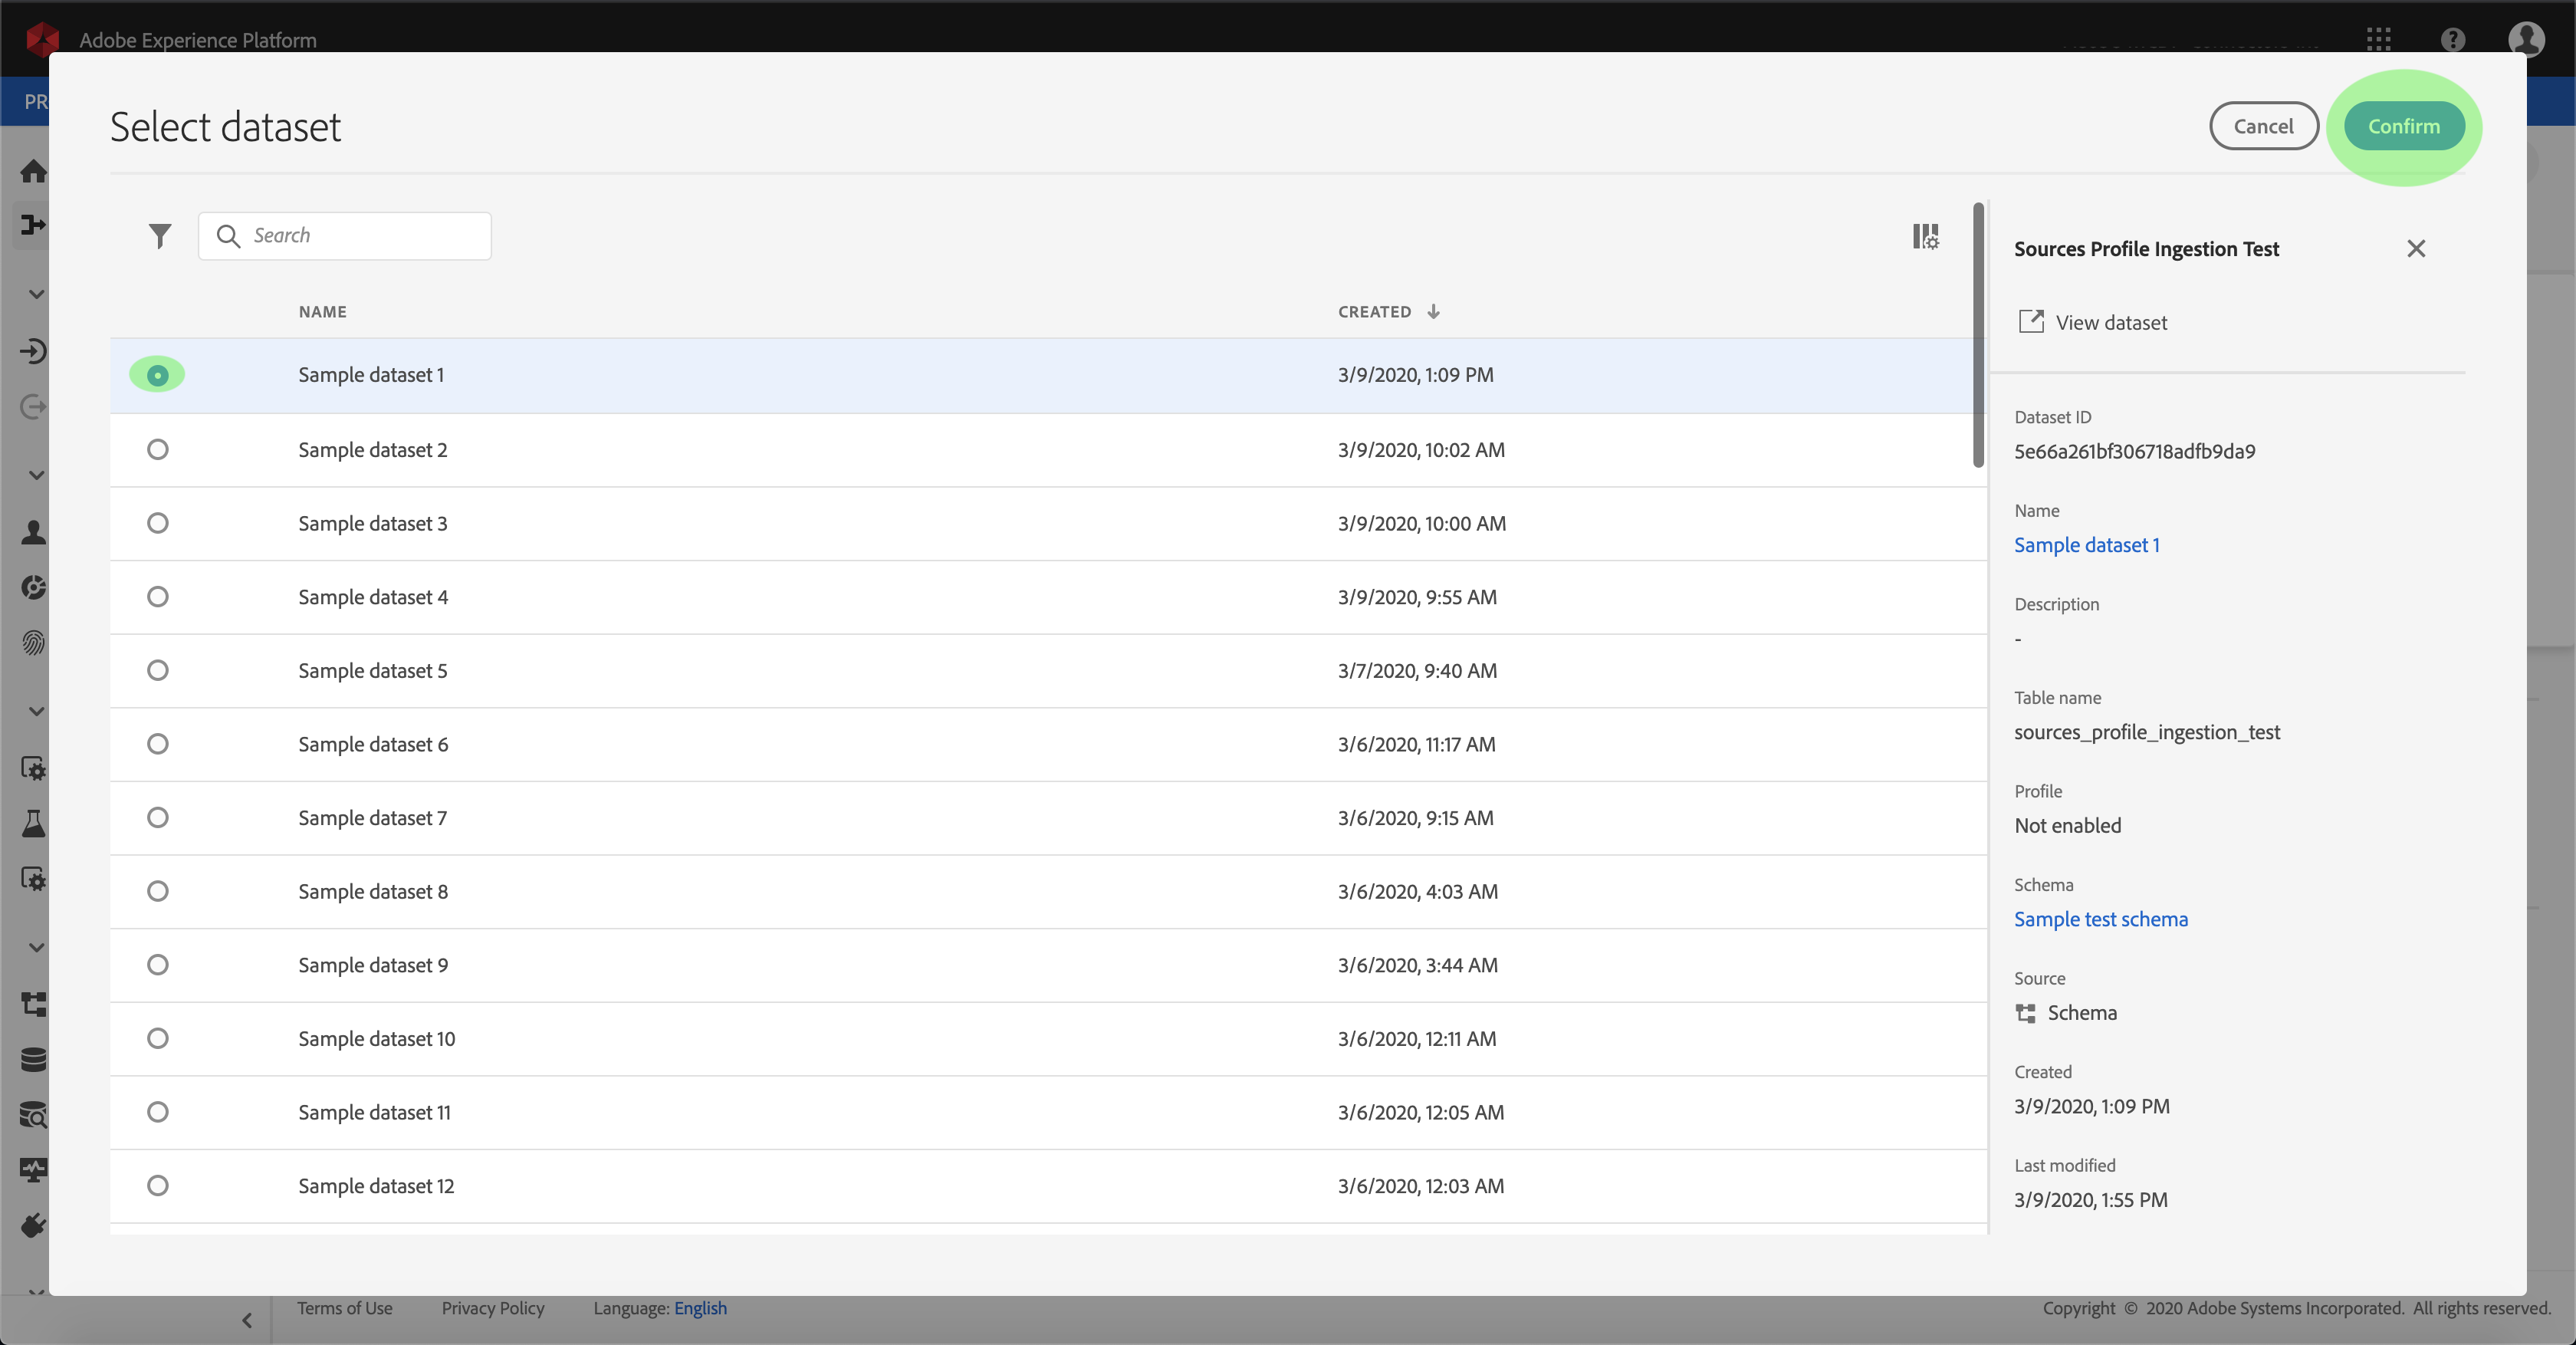 Adobe Experience Platform
PR
Select dataset
Cancel
Confirm
Search
NAME
CREATED
Sample dataset 1
3/9/2020, 1:09 PM
Sample dataset 2
3/9/2020, 10:02 AM
Sample dataset 3
3/9/2020, 10:00 AM
Sample dataset 4
3/9/2020, 9:55 AM
Sample dataset 5
3/7/2020, 9:40 AM
Sample dataset 6
3/6/2020, 11:17 AM
Sample dataset 7
3/6/2020, 9:15 AM
Sample dataset 8
3/6/2020, 4:03 AM
Sample dataset 9
3/6/2020, 3:44 AM
Sample dataset 10
3/6/2020, 12:11 AM
Sample dataset 11
3/6/2020, 12:05 AM
Sample dataset 12
3/6/2020, 12:03 AM
Sources Profile Ingestion Test
View dataset
Dataset ID
5e66a261bf306718adfb9da9
Name
Sample dataset 1
Description
-
Table name
sources_profile_ingestion_test
Profile
Not enabled
Schema
Sample test schema
Source
Schema
Created
3/9/2020, 1:09 PM
Last modified
3/9/2020, 1:55 PM
Terms of Use
Privacy Policy
Language: English
Copyright © 2020 Adobe Systems Incorporated. All rights reserved.